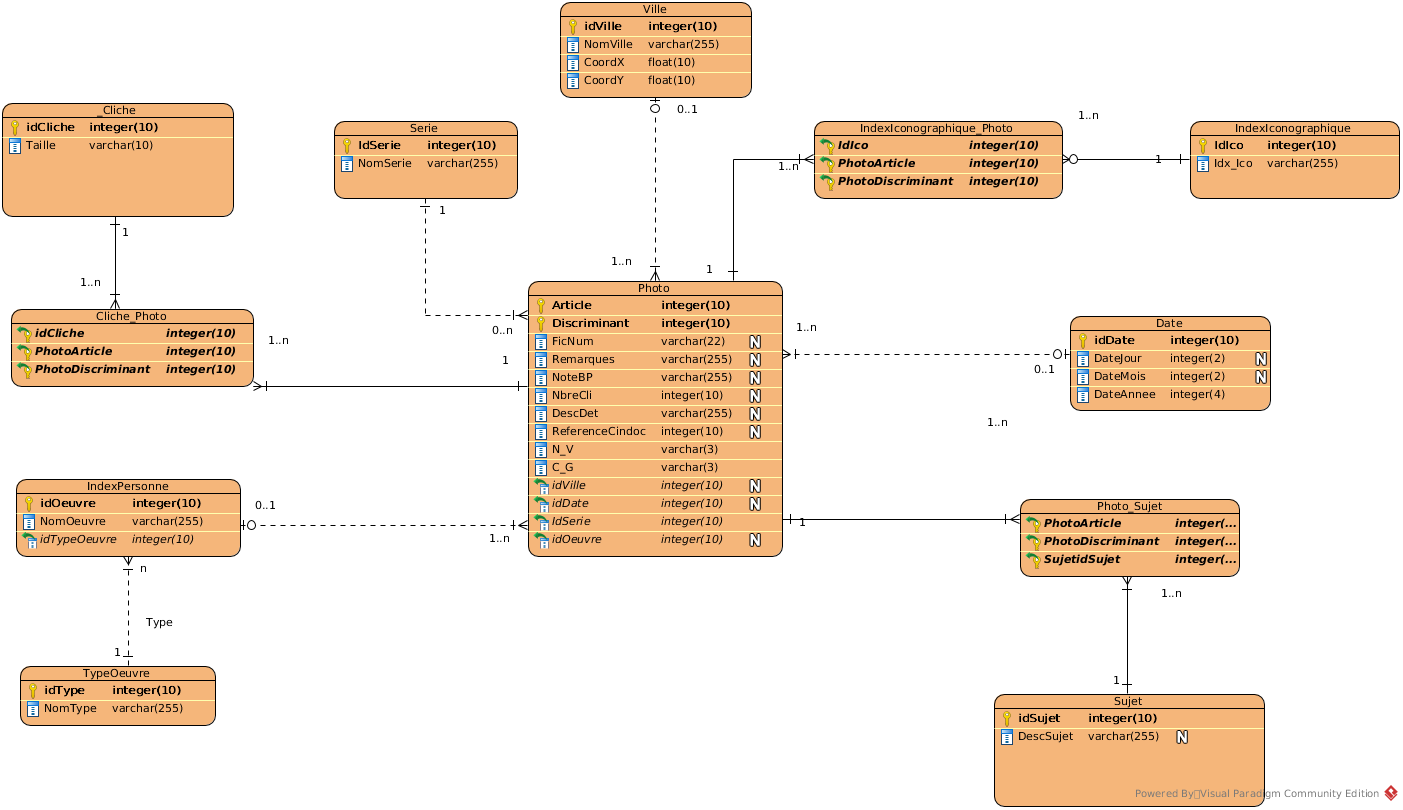 Ville
idVille integer(10)
NomVille varchar(255)
CoordX float(10)
CoordY float(10)
0..1
_Cliche
idCliche integer(10)
Taille varchar(10)
1
1..n
Serie
IdSerie integer(10)
NomSerie varchar(255)
1
0..n
1..n
IndexIconographique_Photo
IdIco integer(10)
PhotoArticle integer(10)
PhotoDiscriminant integer(10)
1..n
1..n
1
1
IndexIconographique
IdIco integer(10)
Idx_Ico varchar(255)
Cliche_Photo
idCliche integer(10)
PhotoArticle integer(10)
PhotoDiscriminant integer(10)
1..n
1
Photo
Article integer(10)
Discriminant integer(10)
FicNum varchar(22) N
Remarques varchar(255) N
NoteBP varchar(255) N
NbreCli integer(10) N
DescDet varchar(255) N
ReferenceCindoc integer(10) N
N_V varchar(3)
C_G varchar(3)
idVille integer(10) N
idDate integer(10) N
IdSerie integer(10)
idOeuvre integer(10) N
1..n
0..1
Date
idDate integer(10)
DateJour integer(2) N
DateMois integer(2) N
DateAnnee integer(4)
1..n
IndexPersonne
idOeuvre integer(10)
NomOeuvre varchar(255)
idTypeOeuvre integer(10)
0..1
1..n
n
Type
1
TypeOeuvre
idType integer(10)
NomType varchar(255)
1
Photo_Sujet
PhotoArticle integer(...
PhotoDiscriminant integer(...
SujetidSujet integer(...
1..n
1
Sujet
idSujet integer(10)
DescSujet varchar(255) N
Powered By Visual Paradigm Community Edition